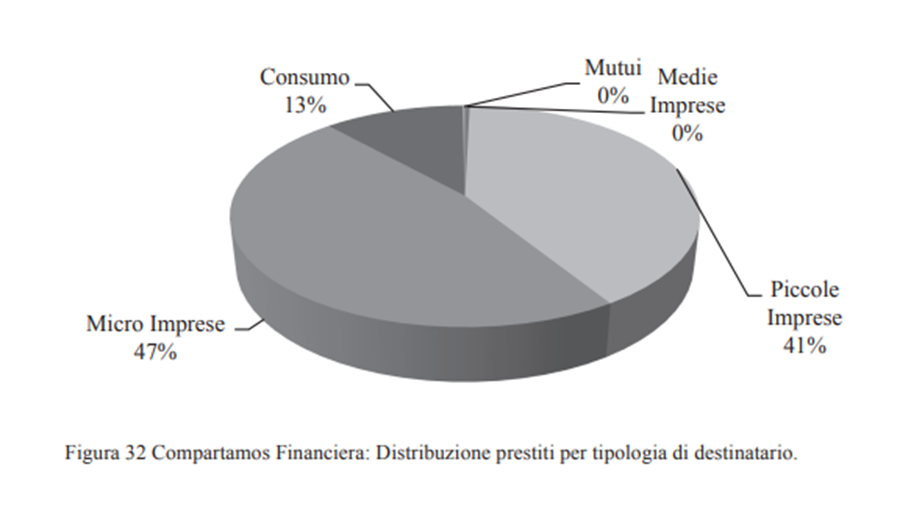 Consumo
13%
Mutui
0%
Medie
Imprese
0%
Piccole
Imprese
41%
Micro Imprese
47%
Figura 32 Compartamos Financiera: Distribuzione prestiti per tipologia di destinatario.